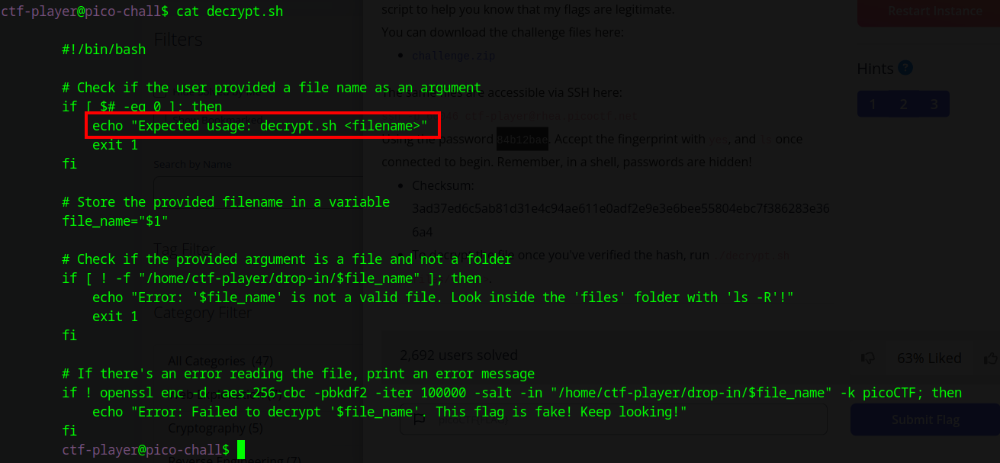 ctf-player@pico-chall$ cat decrypt.sh
#!/bin/bash
# Check if the user provided a file name as an argument
if [ $# -eq 0 ]; then
echo "Expected usage: decrypt.sh <filename>"
exit 1
fi
# Store the provided filename in a variable
file_name="$1"
# Check if the provided argument is a file and not a folder
if [ ! -f "/home/ctf-player/drop-in/$file_name" ]; then
echo "Error: '$file_name' is not a valid file. Look inside the 'files' folder with 'ls -R'!"
exit 1
fi
# If there's an error reading the file, print an error message
if ! openssl enc -d -aes-256-cbc -pbkdf2 -iter 100000 -salt -in "/home/ctf-player/drop-in/$file_name" -k picoCTF; then
echo "Error: Failed to decrypt '$file_name'. This flag is fake! Keep looking!"
fi
ctf-player@pico-chall$
script to help you know that my flags are legitimate.
You can download the challenge files here:
challenge.zip
are accessible via SSH here:
Using the password 84b12bae. Accept the fingerprint with yes, and ls once
connected to begin. Remember, in a shell, passwords are hidden!
Checksum:
3ad37ed6c5ab81d31e4c94ae611e0adf2e9e3e6bee55804ebc7f386283e36
6a4
To decrypt the file once you've verified the hash, run ./decrypt.sh
2,692 users solved
63% Liked
Submit Flag
Restart Instance
Hints ?
1 2 3
Filters
Search by Name
Tag Filter
Category Filter
All Categories (47)
Cryptography (5)
Reverse Engineering (7)